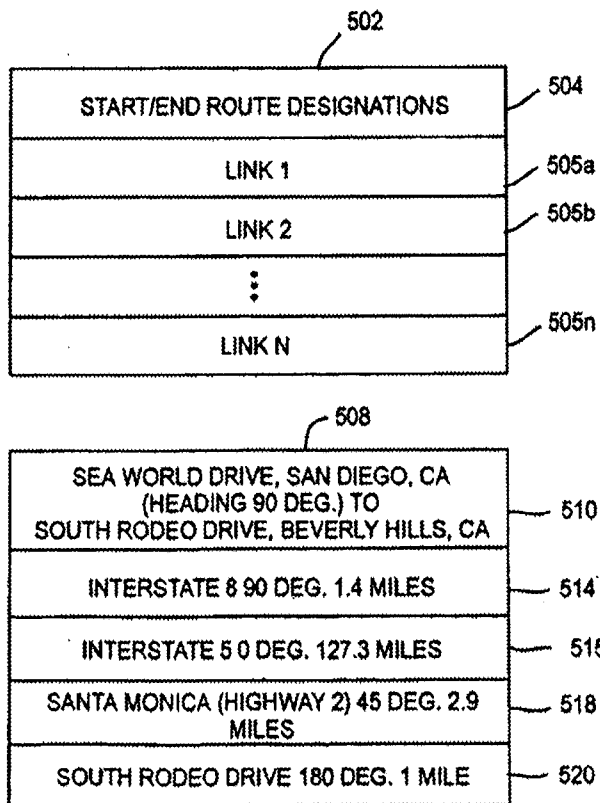 502
START/END ROUTE DESIGNATIONS
504
LINK 1
505a
LINK 2
505b
LINK N
505n
508
SEA WORLD DRIVE, SAN DIEGO, CA
(HEADING 90 DEG.) TO
SOUTH RODEO DRIVE, BEVERLY HILLS, CA
510
INTERSTATE 8 90 DEG. 1.4 MILES
514
INTERSTATE 5 0 DEG. 127.3 MILES
515
SANTA MONICA (HIGHWAY 2) 45 DEG. 2.9
MILES
518
SOUTH RODEO DRIVE 180 DEG. 1 MILE
520